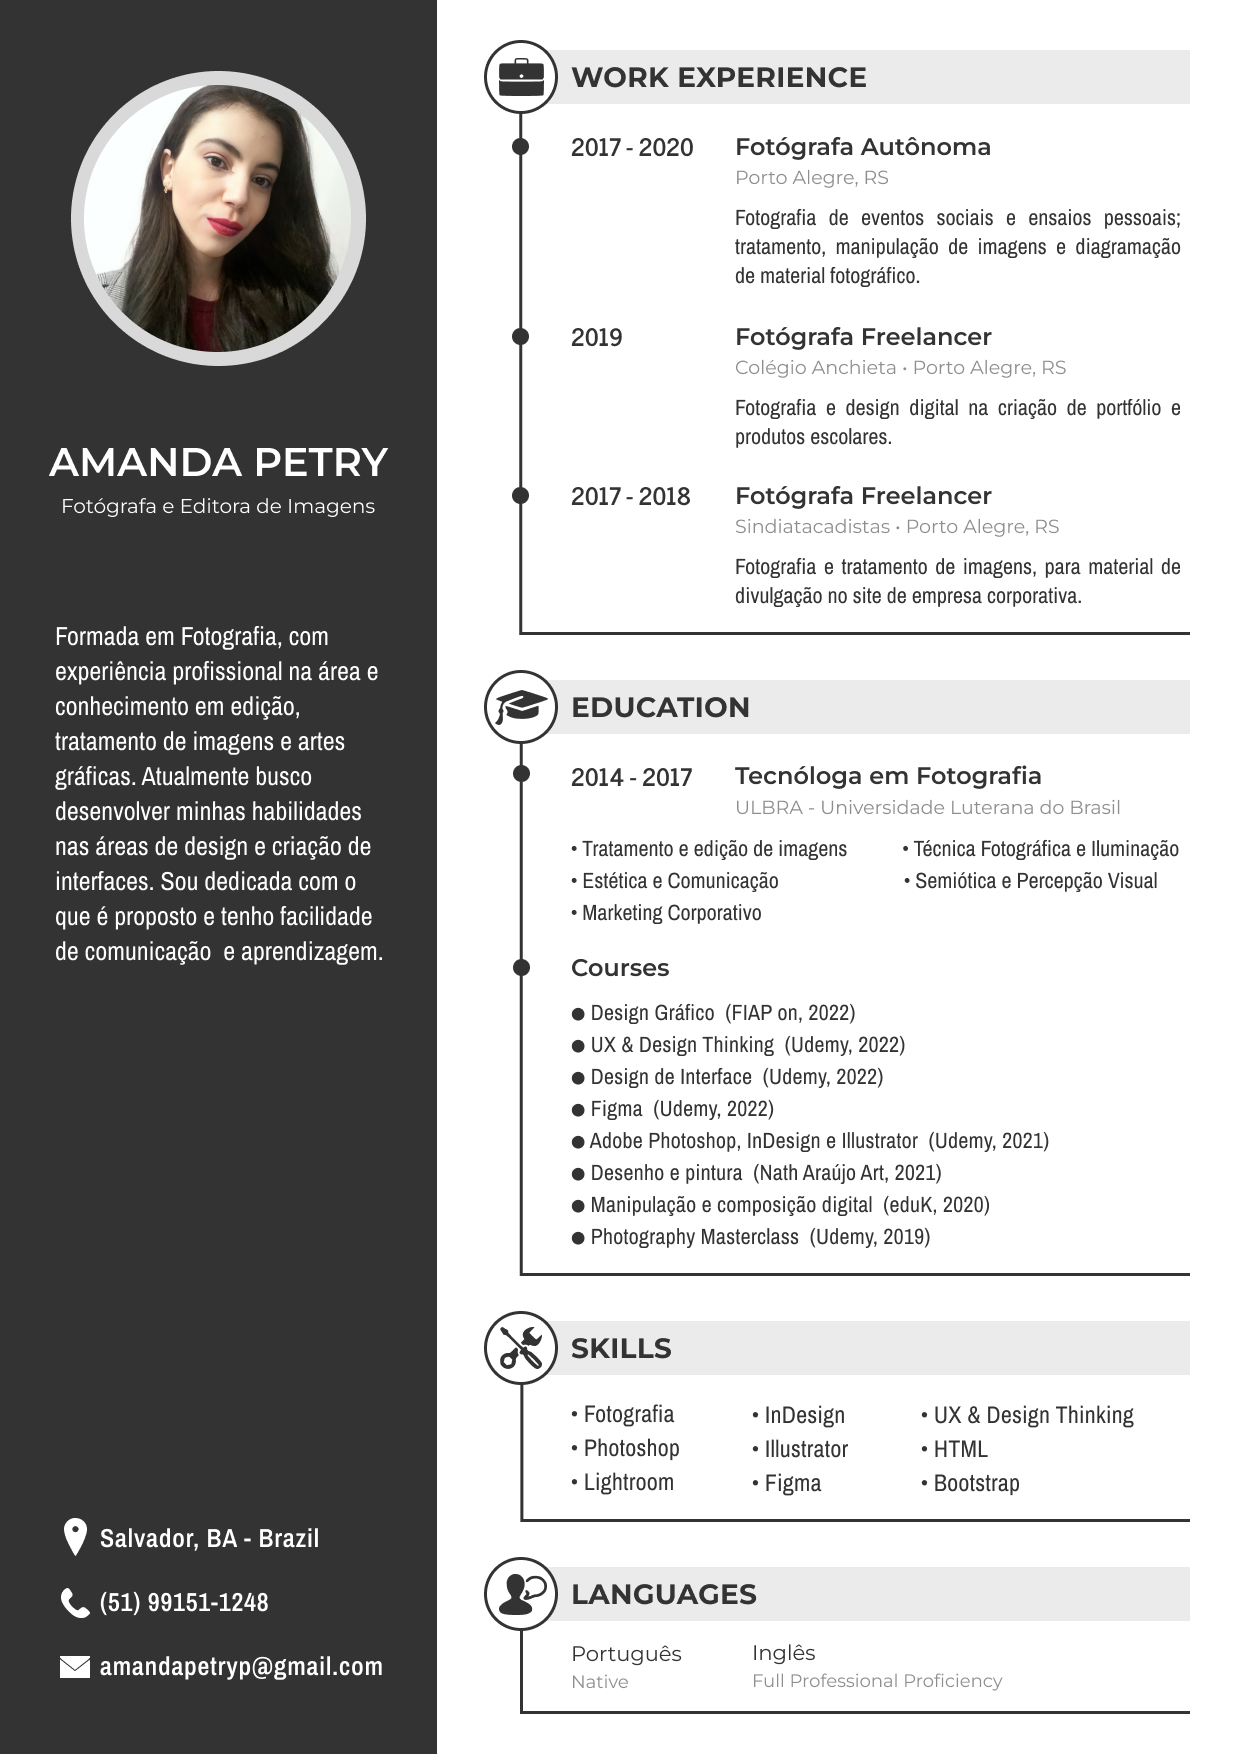 AMANDA PETRY
Fotógrafa e Editora de Imagens
Formada em Fotografia, com
experiência profissional na área e
conhecimento em edição,
tratamento de imagens e artes
gráficas. Atualmente busco
desenvolver minhas habilidades
nas áreas de design e criação de
interfaces. Sou dedicada com o
que é proposto e tenho facilidade
de comunicação  e aprendizagem.
Salvador, BA - Brazil
(51) 99151-1248
amandapetryp@gmail.com
WORK EXPERIENCE
2017 - 2020 Fotógrafa Autônoma
Porto Alegre, RS
Fotografia de eventos sociais e ensaios pessoais;
tratamento, manipulação de imagens e diagramação
de material fotográfico.
2019 Fotógrafa Freelancer
Colégio Anchieta • Porto Alegre, RS
Fotografia e design digital na criação de portfólio e
produtos escolares.
2017 - 2018 Fotógrafa Freelancer
Sindiatacadistas • Porto Alegre, RS
Fotografia e tratamento de imagens, para material de
divulgação no site de empresa corporativa.
EDUCATION
2014 - 2017 Tecnóloga em Fotografia
ULBRA - Universidade Luterana do Brasil
• Tratamento e edição de imagens • Técnica Fotográfica e Iluminação
• Estética e Comunicação • Semiótica e Percepção Visual
• Marketing Corporativo
Courses
● Design Gráfico  (FIAP on, 2022)
● UX & Design Thinking  (Udemy, 2022)
● Design de Interface  (Udemy, 2022)
● Figma  (Udemy, 2022)
● Adobe Photoshop, InDesign e Illustrator  (Udemy, 2021)
● Desenho e pintura  (Nath Araújo Art, 2021)
● Manipulação e composição digital  (eduK, 2020)
● Photography Masterclass  (Udemy, 2019)
SKILLS
• Fotografia • InDesign • UX & Design Thinking
• Photoshop • Illustrator • HTML
• Lightroom • Figma • Bootstrap
LANGUAGES
Português Inglês
Native Full Professional Proficiency